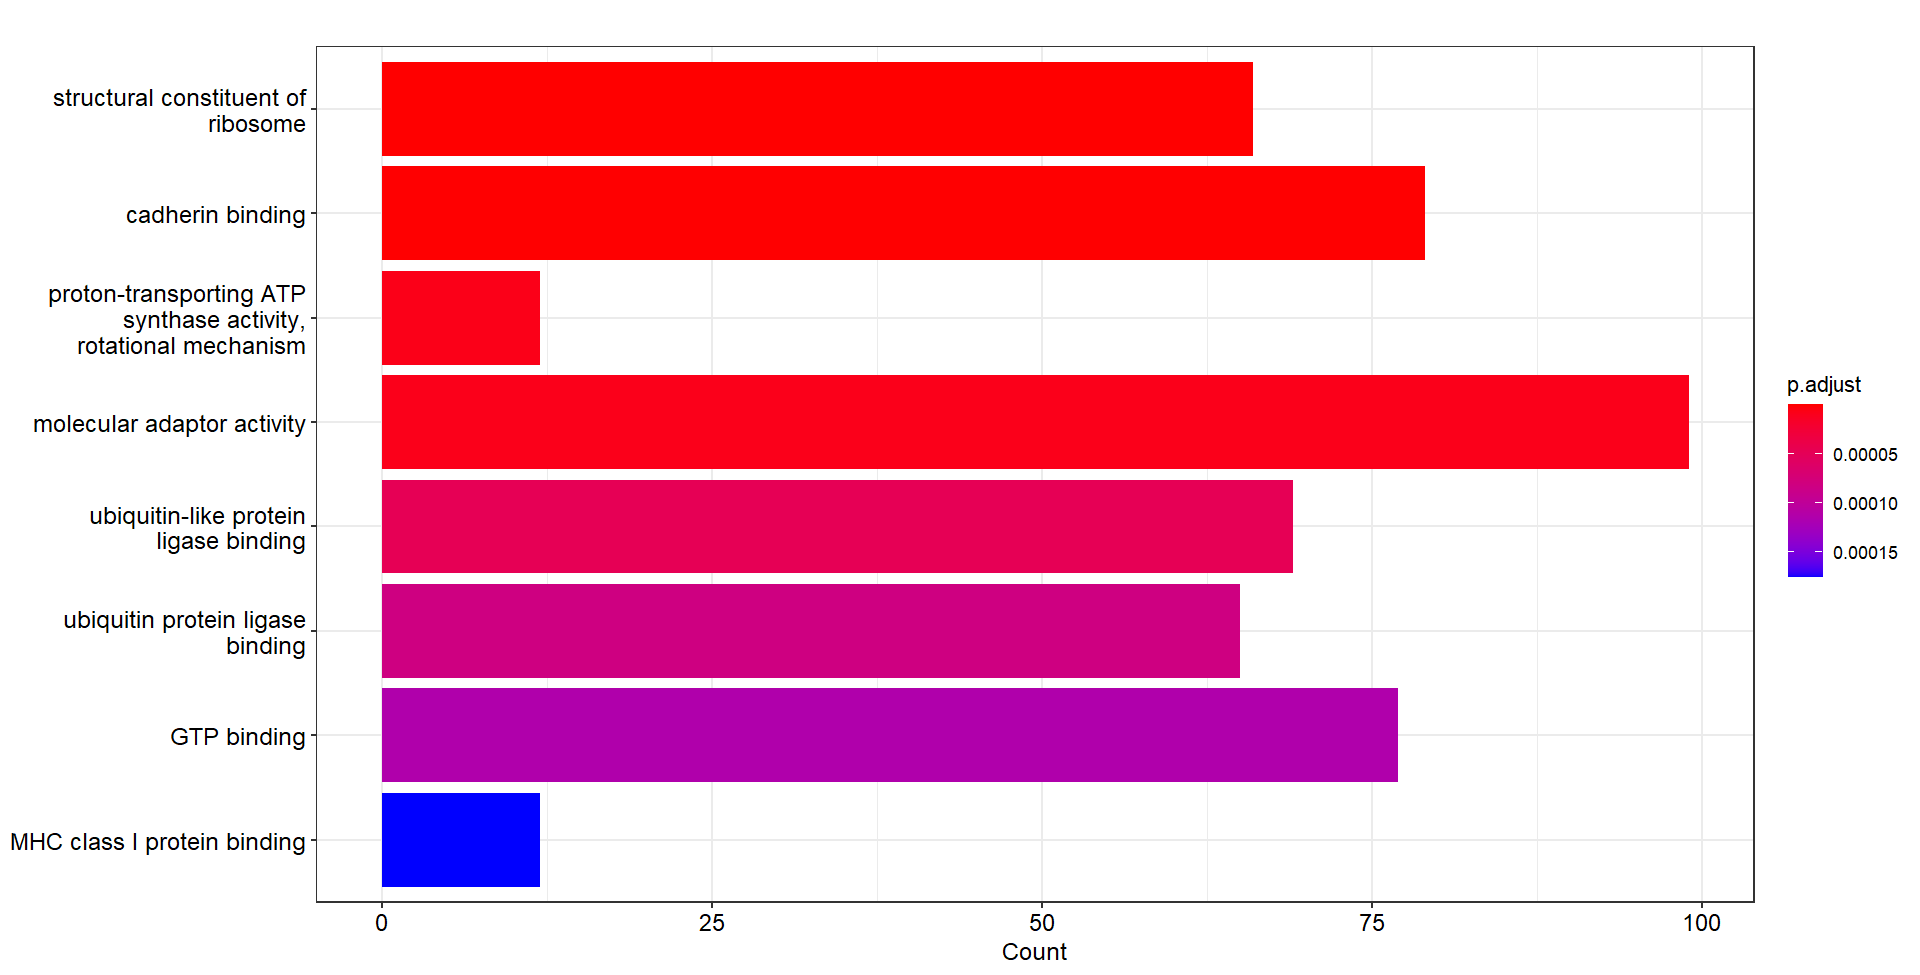 structural constituent of
ribosome
cadherin binding
proton-transporting ATP
synthase activity,
rotational mechanism
molecular adaptor activity
ubiquitin-like protein
ligase binding
ubiquitin protein ligase
binding
GTP binding
MHC class I protein binding
0
25
50
75
100
Count
p.adjust
0.00005
0.00010
0.00015